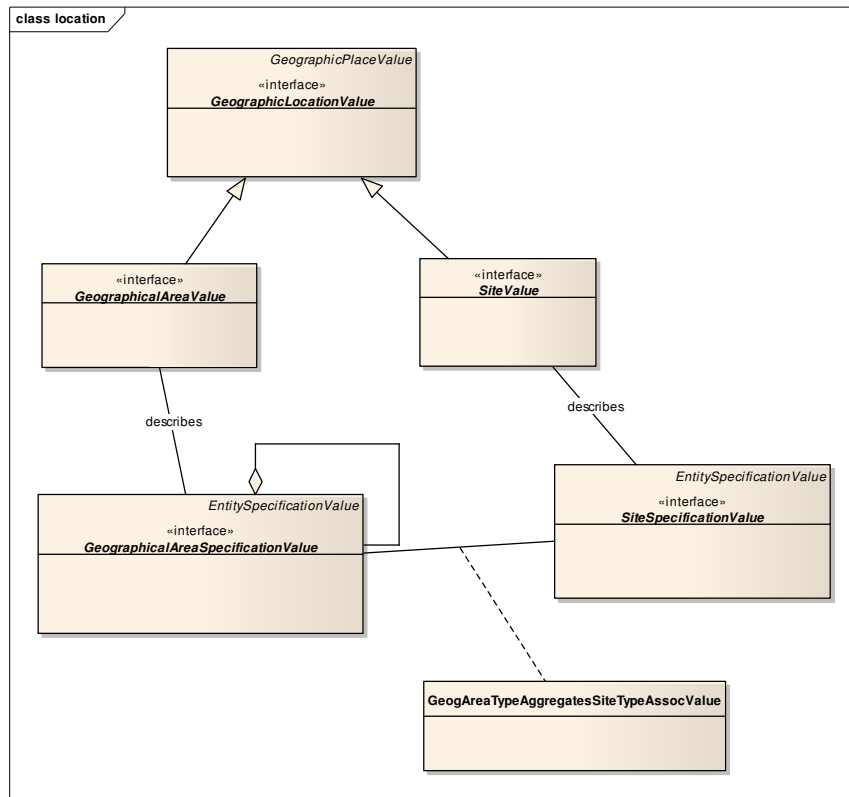 class location
GeographicPlaceValue
«interface»
GeographicLocationValue
«interface»
GeographicalAreaValue
«interface»
SiteValue
describes
describes
EntitySpecificationValue
«interface»
GeographicalAreaSpecificationValue
EntitySpecificationValue
«interface»
SiteSpecificationValue
GeogAreaTypeAggregatesSiteTypeAssocValue